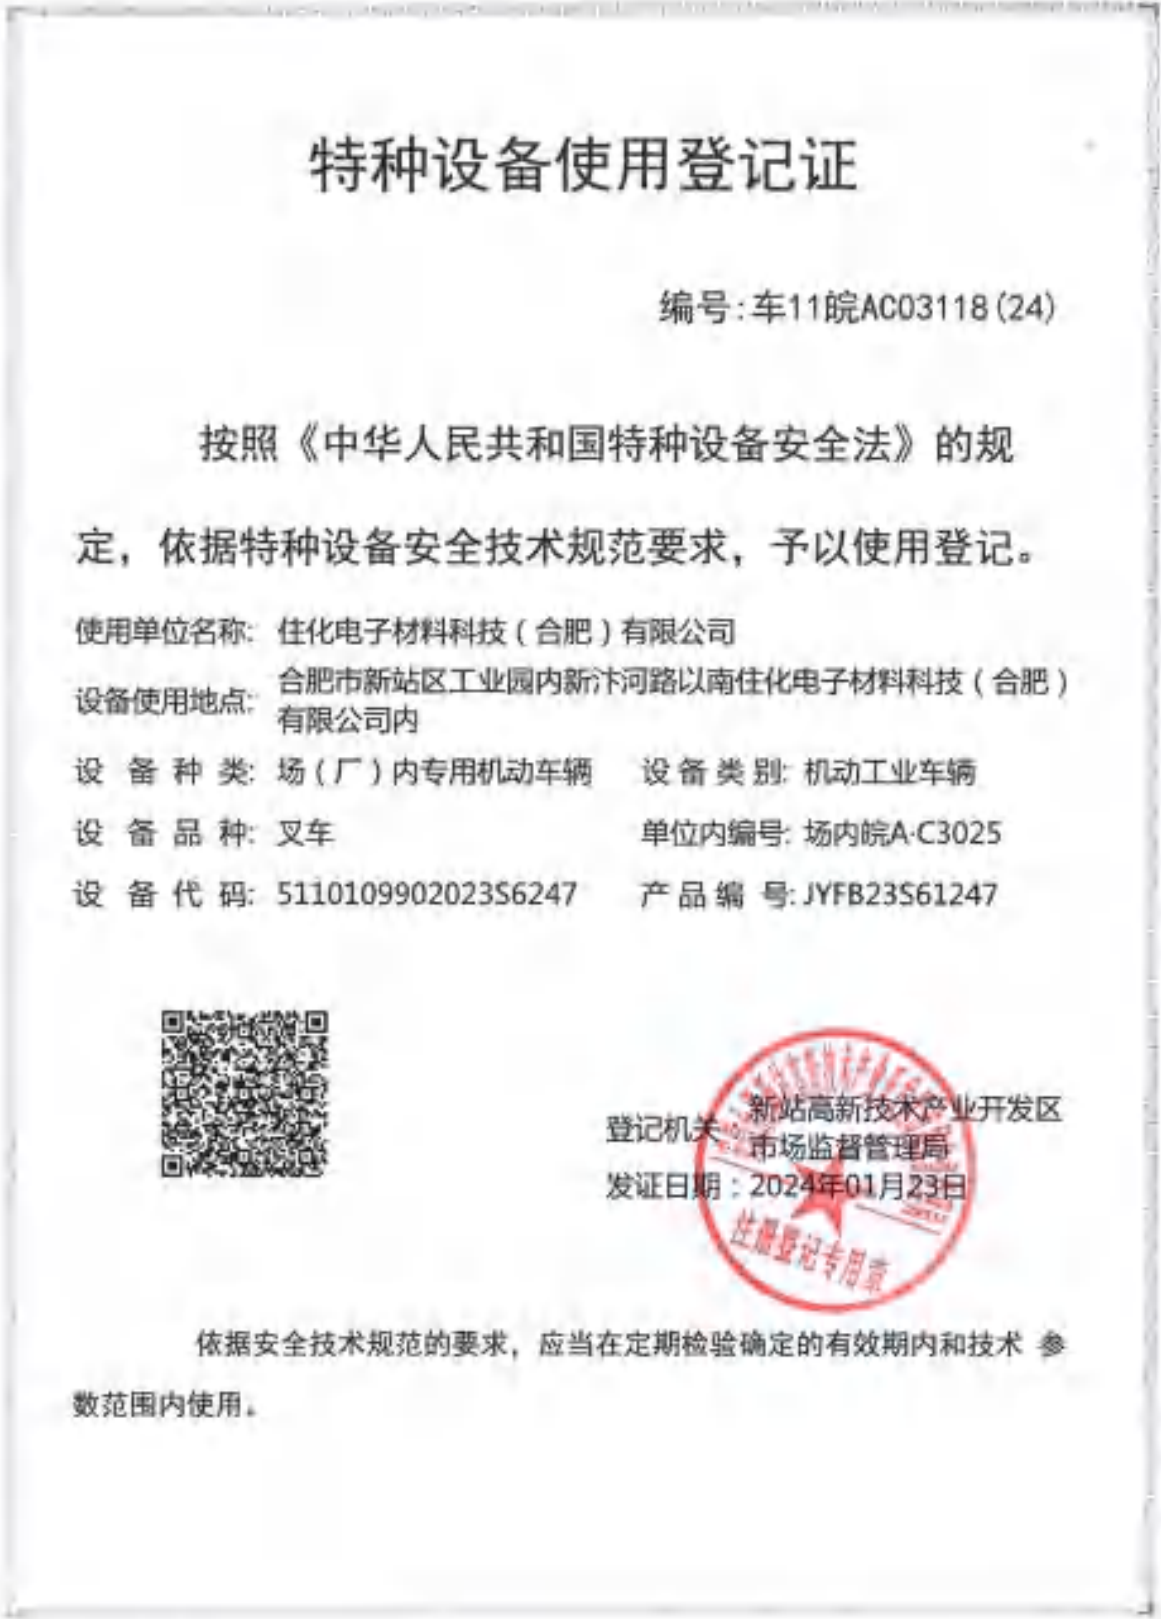 特种设备使用登记证
编号:车11皖AC03118(24)
按照《中华人民共和国特种设备安全法》的规
定，依据特种设备安全技术规范要求，予以使用登记。
使用单位名称: 住化电子材料科技（合肥）有限公司
设备使用地点: 合肥市新站区工业园内新汴河路以南住化电子材料科技（合肥）
有限公司内
设备种类: 场（厂）内专用机动车辆 设备类别: 机动工业车辆
设备品种: 叉车 单位内编号: 场内皖A·C3025
设备代码: 5110109902023S6247 产品编号: JYFB23S61247
登记机关 新站高新技术产业开发区
市场监督管理局
发证日期：2024年01月23日
注册登记专用章
依据安全技术规范的要求，应当在定期检验确定的有效期内和技术 参
数范围内使用。